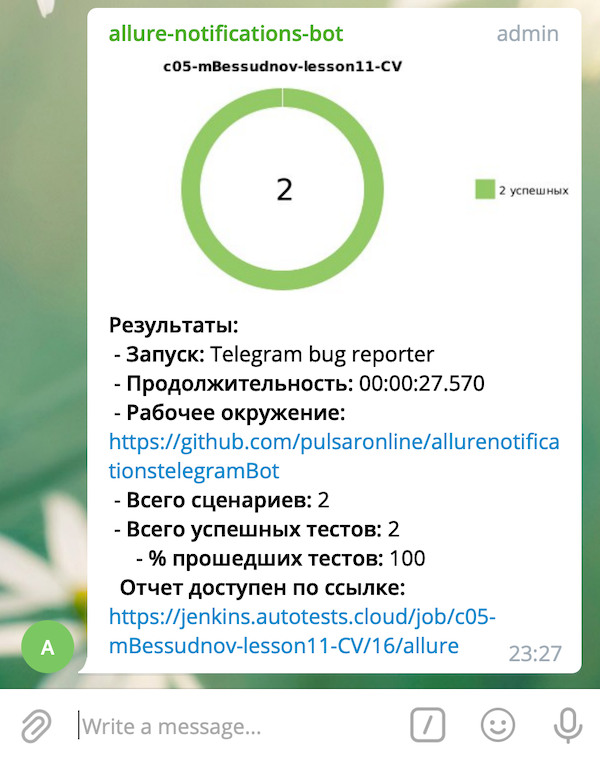 allure-notifications-bot admin
c05-mBessudnov-lesson11-CV
2
2 успешных
Результаты:
- Запуск: Telegram bug reporter
- Продолжительность: 00:00:27.570
- Рабочее окружение:
https://github.com/pulsaronline/allurenotifica
tionstelegramBot
- Всего сценариев: 2
- Всего успешных тестов: 2
- % прошедших тестов: 100
Отчет доступен по ссылке:
https://jenkins.autotests.cloud/job/c05-
mBessudnov-lesson11-CV/16/allure
23:27
A
Write a message...